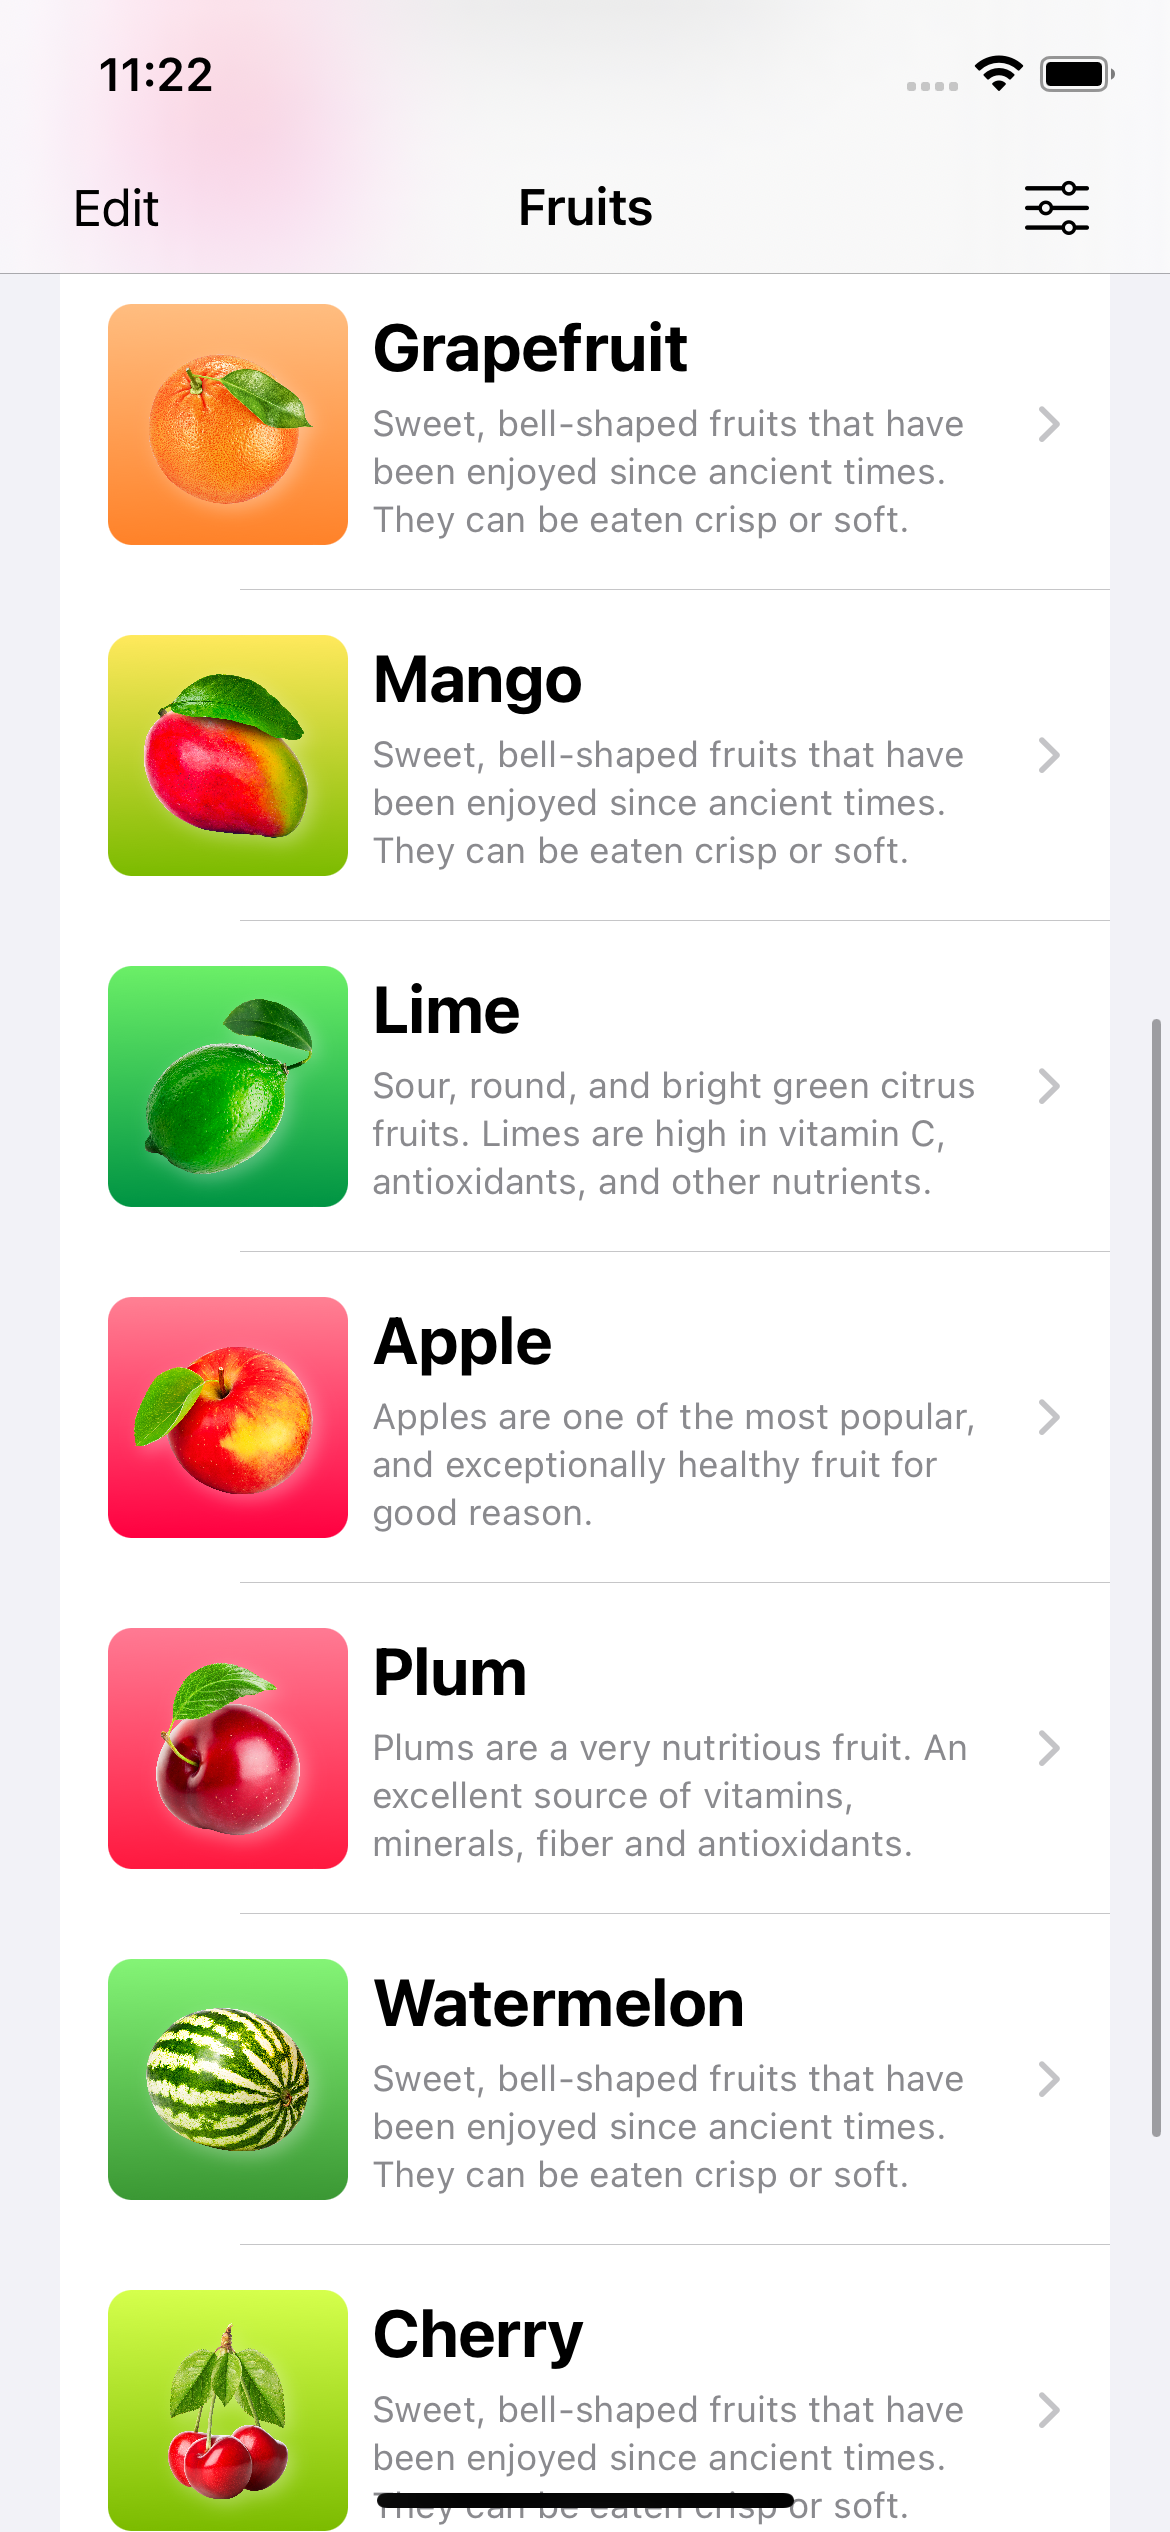 11:22
Edit
Fruits
Grapefruit
Sweet, bell-shaped fruits that have
been enjoyed since ancient times.
They can be eaten crisp or soft.
Mango
Sweet, bell-shaped fruits that have
been enjoyed since ancient times.
They can be eaten crisp or soft.
Lime
Sour, round, and bright green citrus
fruits. Limes are high in vitamin C,
antioxidants, and other nutrients.
Apple
Apples are one of the most popular,
and exceptionally healthy fruit for
good reason.
Plum
Plums are a very nutritious fruit. An
excellent source of vitamins,
minerals, fiber and antioxidants.
Watermelon
Sweet, bell-shaped fruits that have
been enjoyed since ancient times.
They can be eaten crisp or soft.
Cherry
Sweet, bell-shaped fruits that have
been enjoyed since ancient times.
They can be eaten crisp or soft.